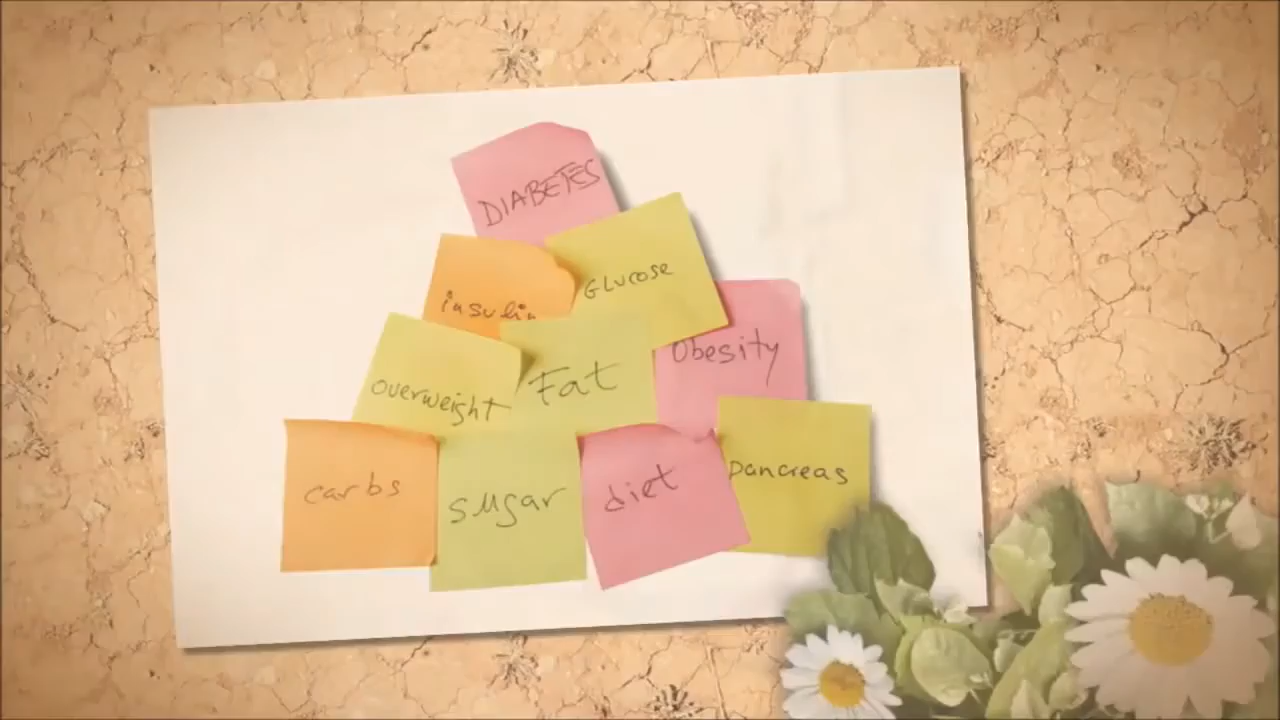 DIABETES
insulin
GLucose
overweight
Fat
Obesity
carbs
sugar
diet
pancreas